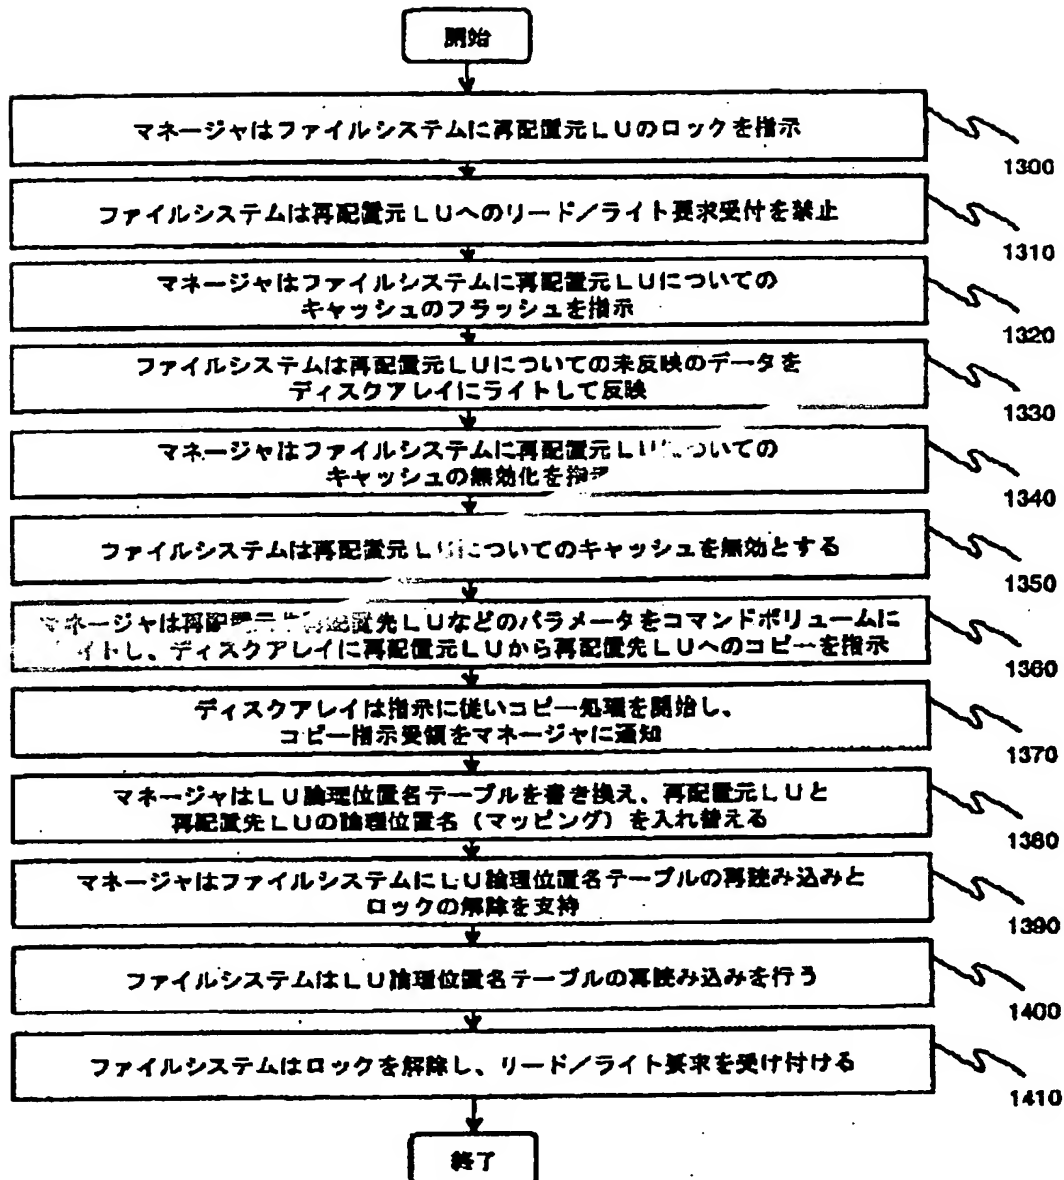 開始
マネージャはファイルシステムに再配置元LUのロックを指示
1300
ファイルシステムは再配置元LUへのリード／ライト要求受付を禁止
1310
マネージャはファイルシステムに再配置元LUについての
キャッシュのフラッシュを指示
1320
ファイルシステムは再配置元LUについての未反映のデータを
ディスクアレイにライトして反映
1330
マネージャはファイルシステムに再配置元LU についての
キャッシュの無効化を指示
1340
ファイルシステムは再配置元LUについてのキャッシュを無効とする
1350
マネージャは再配置元と再配置先LUなどのパラメータをコマンドボリュームに
イトし、ディスクアレイに再配置元LUから再配置先LUへのコピーを指示
1360
ディスクアレイは指示に従いコピー処理を開始し、
コピー指示受領をマネージャに通知
1370
マネージャはLU論理位置名テーブルを書き換え、再配置元LUと
再配置先LUの論理位置名（マッピング）を入れ替える
1380
マネージャはファイルシステムにLU論理位置名テーブルの再読み込みと
ロックの解除を支持
1390
ファイルシステムはLU論理位置名テーブルの再読み込みを行う
1400
ファイルシステムはロックを解除し、リード／ライト要求を受け付ける
1410
終了